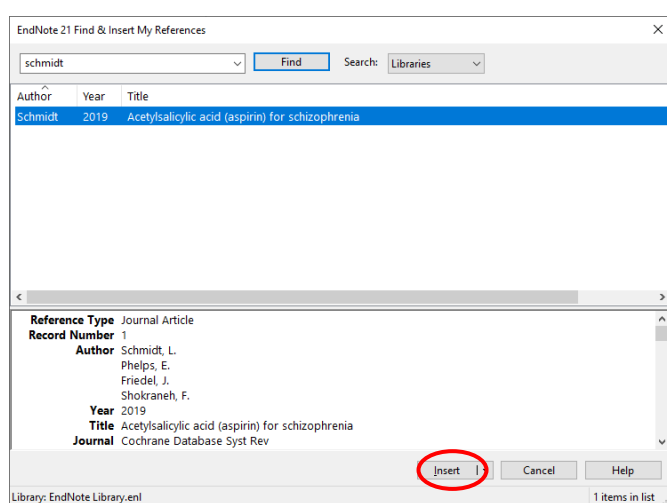 EndNote 21 Find & Insert My References
schmidt Find Search: Libraries
Author Year Title
Schmidt 2019 Acetylsalicylic acid (aspirin) for schizophrenia
Reference Type Journal Article
Record Number 1
Author Schmidt, L.
Phelps, E.
Friedel, J.
Shokraneh, F.
Year 2019
Title Acetylsalicylic acid (aspirin) for schizophrenia
Journal Cochrane Database Syst Rev
Insert Cancel Help
Library: EndNote Library.enl 1 items in list